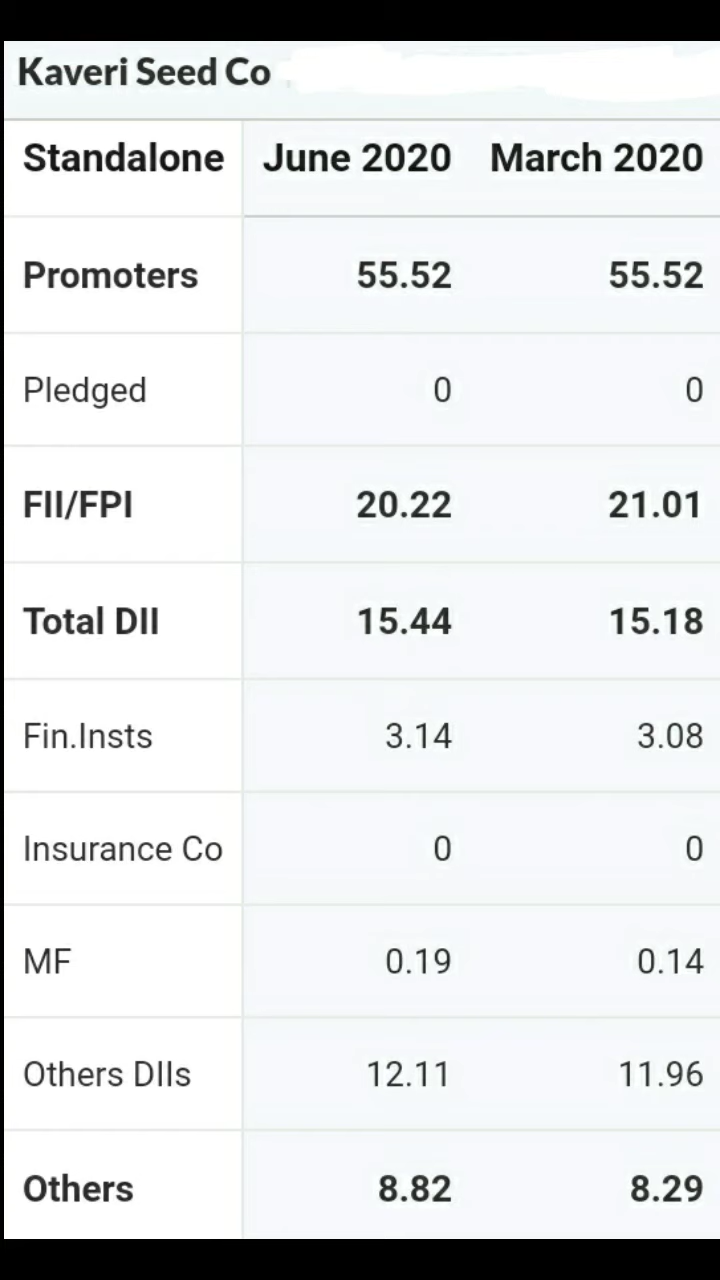 Kaveri Seed Co
Standalone June 2020 March 2020
Promoters 55.52 55.52
Pledged 0 0
FII/FPI 20.22 21.01
Total DII 15.44 15.18
Fin.Insts 3.14 3.08
Insurance Co 0 0
MF 0.19 0.14
Others DIIs 12.11 11.96
Others 8.82 8.29